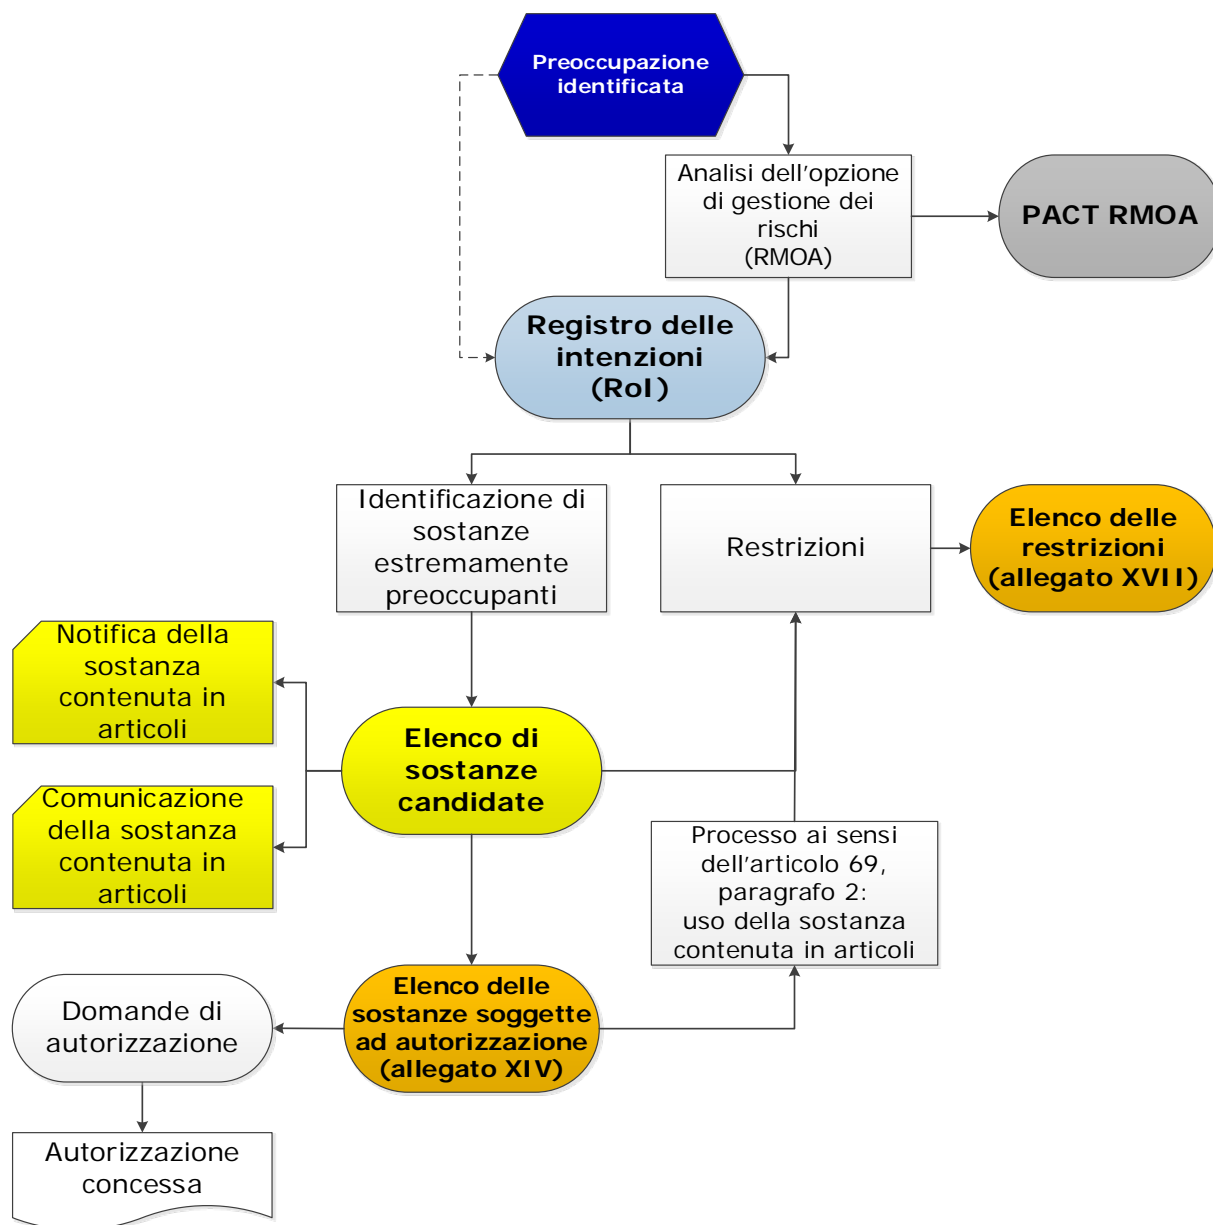 Preoccupazione
identificata
Analisi dell'opzione
di gestione dei
rischi
(RMOA)
PACT RMOA
Registro delle
intenzioni
(RoI)
Identificazione di
sostanze
estremamente
preoccupanti
Restrizioni
Elenco delle
restrizioni
(allegato XVII)
Notifica della
sostanza
contenuta in
articoli
Elenco di
sostanze
candidate
Comunicazione
della sostanza
contenuta in
articoli
Processo ai sensi
dell'articolo 69,
paragrafo 2:
uso della sostanza
contenuta in articoli
Elenco delle
sostanze soggette
ad autorizzazione
(allegato XIV)
Domande di
autorizzazione
Autorizzazione
concessa